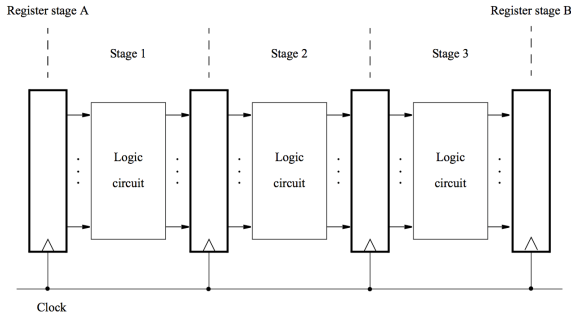 Register stage A
Register stage B
Stage 1
Stage 2
Stage 3
Logic
circuit
Logic
circuit
Logic
circuit
Clock